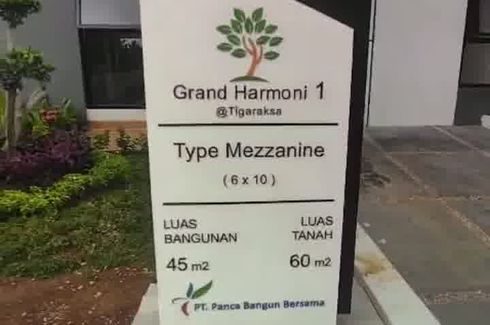 Grand Harmoni 1
@Tigaraksa
Type Mezzanine
( 6 x 10 )
LUAS BANGUNAN
45 m2
LUAS TANAH
60 m2
PT. Panca Bangun Bersama